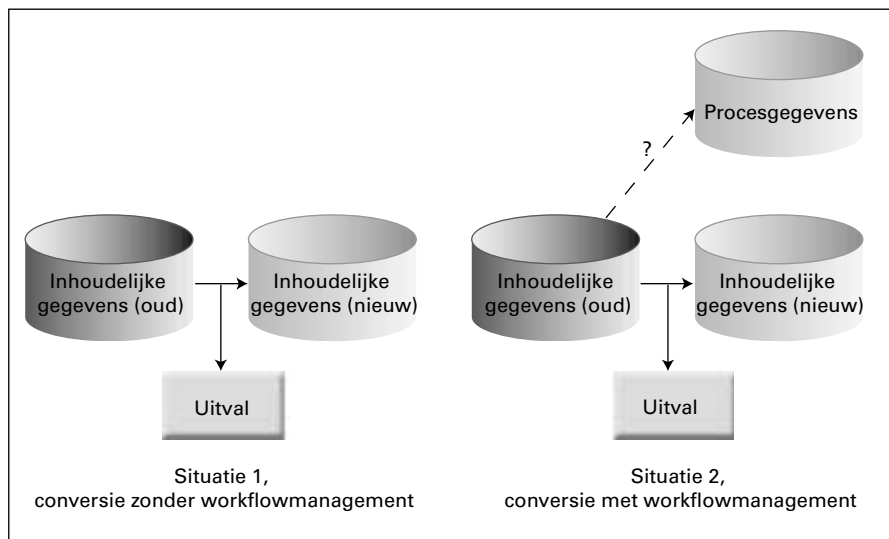 Procesgegevens
?
Inhoudelijke
gegevens (oud)
Inhoudelijke
gegevens (nieuw)
Inhoudelijke
gegevens (oud)
Inhoudelijke
gegevens (nieuw)
Uitval
Uitval
Situatie 1,
conversie zonder workflowmanagement
Situatie 2,
conversie met workflowmanagement